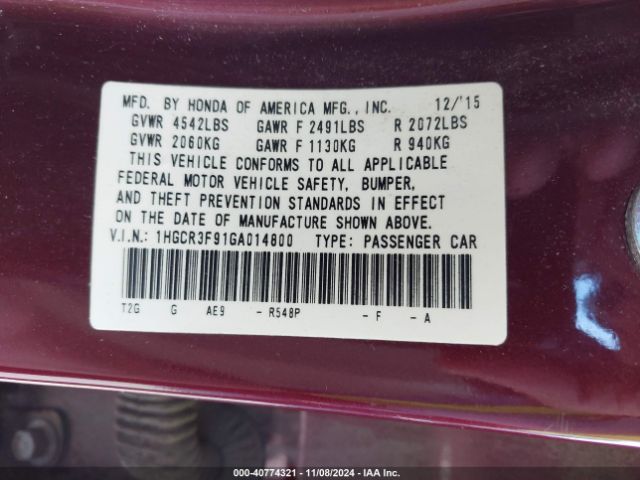 MFD. BY HONDA OF AMERICA MFG., INC. 12/'15
GVWR 4542LBS GAWR F 2491LBS R 2072LBS
GVWR 2060KG GAWR F 1130KG R 940KG
THIS VEHICLE CONFORMS TO ALL APPLICABLE
FEDERAL MOTOR VEHICLE SAFETY, BUMPER,
AND THEFT PREVENTION STANDARDS IN EFFECT
ON THE DATE OF MANUFACTURE SHOWN ABOVE.
V.I.N.: 1HGCR3F91GA014800 TYPE: PASSENGER CAR
T2G G AE9 - R548P - F - A
000-40774321 - 11/08/2024 - IAA Inc.